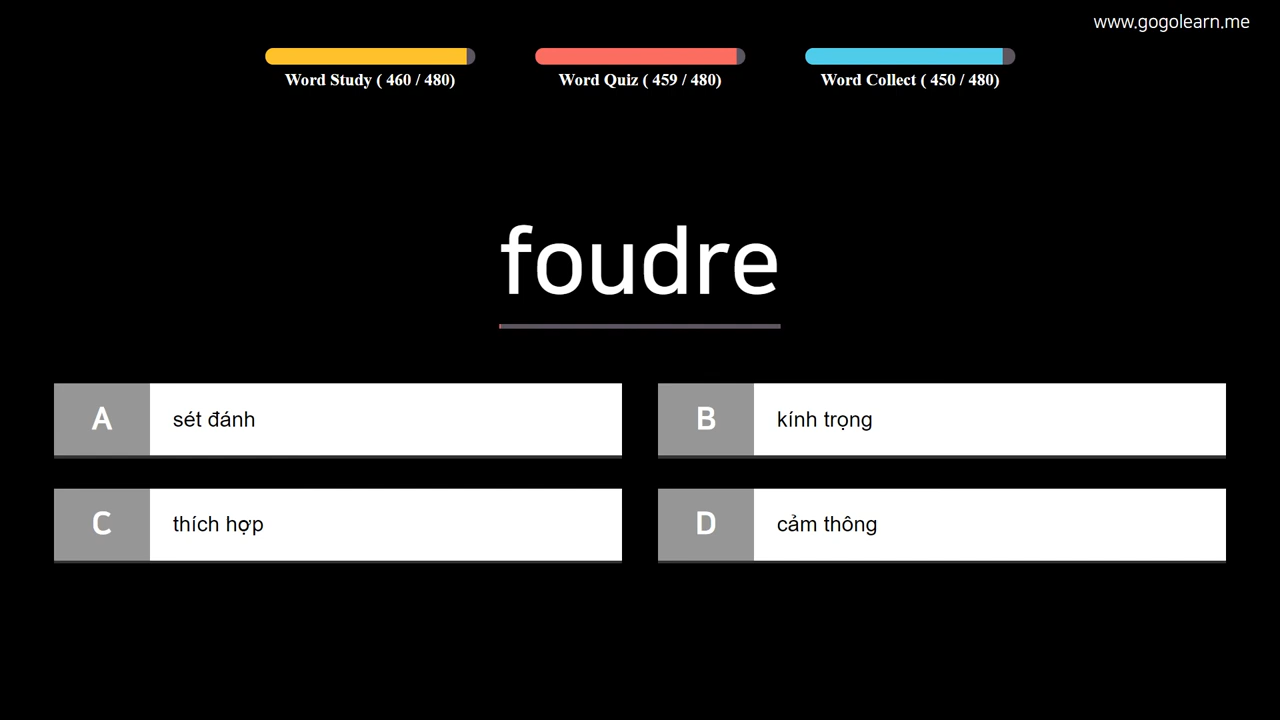 www.gogolearn.me
Word Study ( 460 / 480)
Word Quiz ( 459 / 480)
Word Collect ( 450 / 480)
foudre
A sét đánh
B kính trọng
C thích hợp
D cảm thông